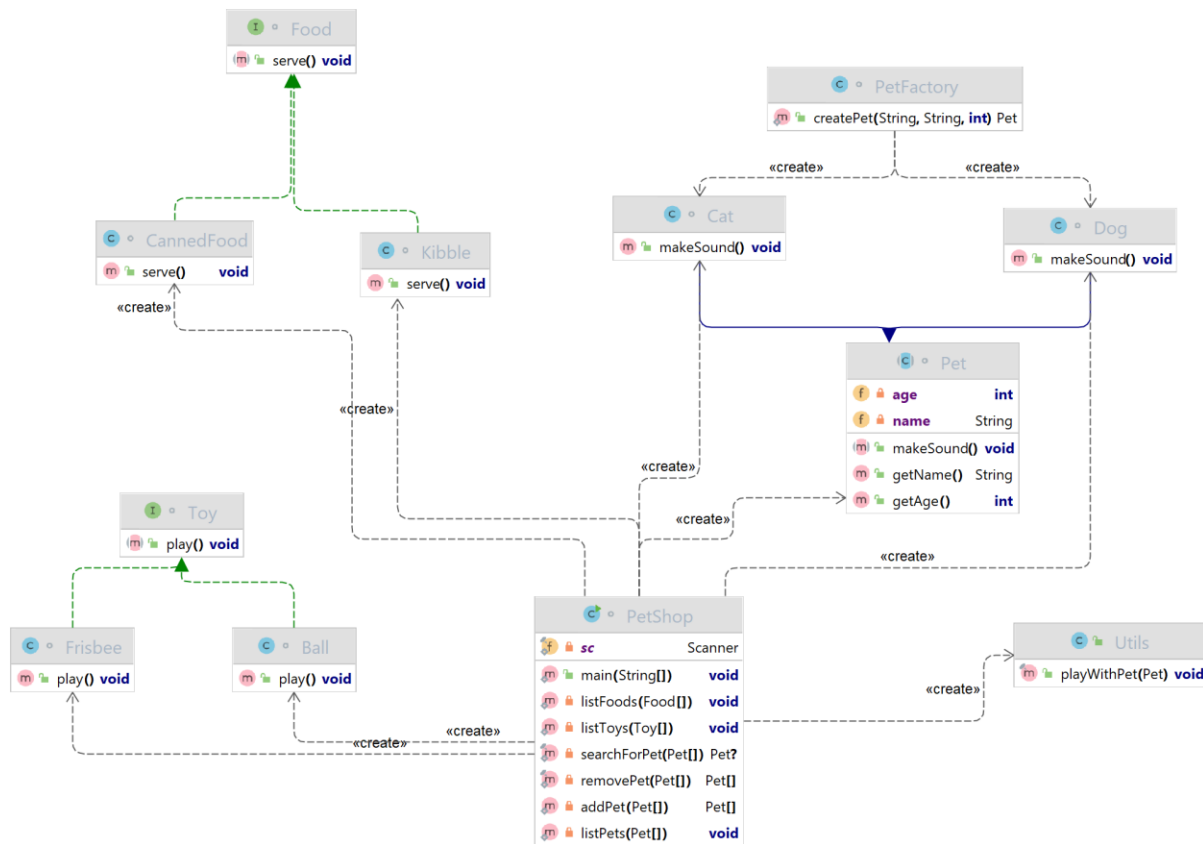 Food
serve() void
PetFactory
createPet(String, String, int) Pet
«create»
«create»
Cat
makeSound() void
Dog
makeSound() void
CannedFood
serve() void
Kibble
serve() void
«create»
Pet
age int
name String
makeSound() void
getName() String
getAge() int
«create»
«create»
«create»
«create»
Toy
play() void
Frisbee
play() void
Ball
play() void
PetShop
sc Scanner
main(String[]) void
listFoods(Food[]) void
listToys(Toy[]) void
searchForPet(Pet[]) Pet?
removePet(Pet[]) Pet[]
addPet(Pet[]) Pet[]
listPets(Pet[]) void
Utils
playWithPet(Pet) void
«create»
«create»
«create»